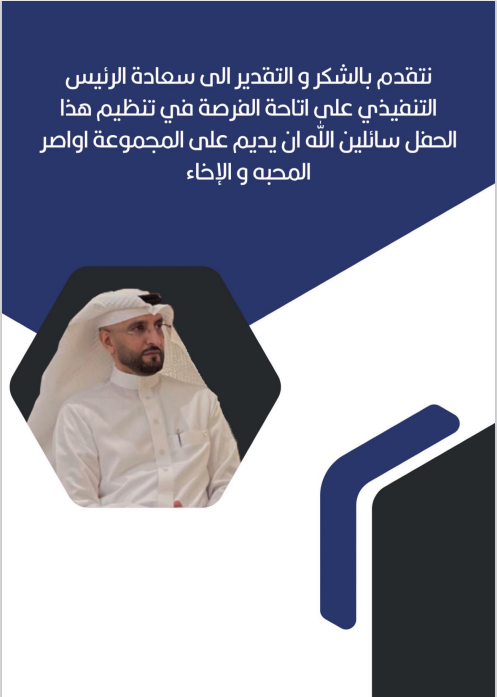 نتقدم بالشكر و التقدير الى سعادة الرئيس
التنفيذي على اتاحة الفرصة في تنظيم هذا
الحفل سائلين الله ان يديم على المجموعة اواصر
المحبه و الإخاء